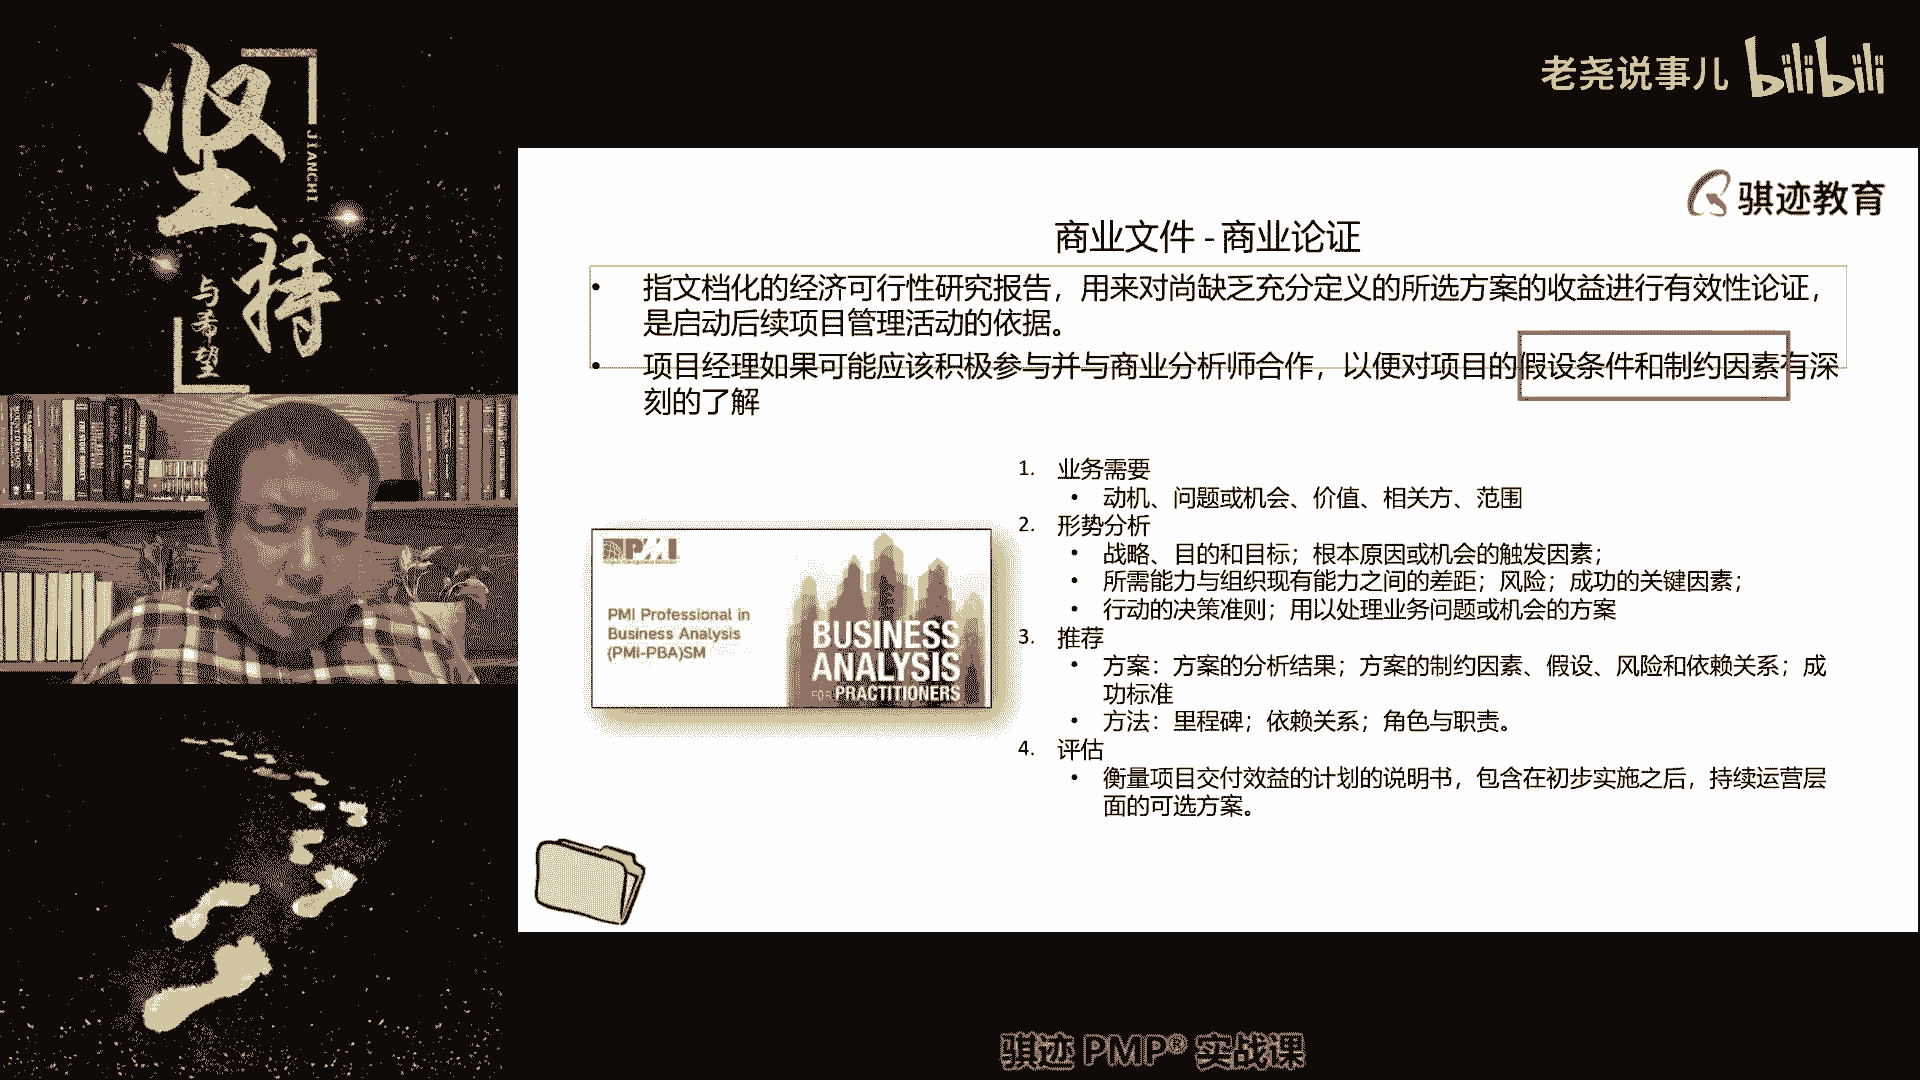 坚持
JIANCHI
与希望
老尧说事儿 bilibili
骐迹教育
商业文件 - 商业论证
• 指文档化的经济可行性研究报告，用来对尚缺乏充分定义的所选方案的收益进行有效性论证，
是启动后续项目管理活动的依据。
• 项目经理如果可能应该积极参与并与商业分析师合作，以便对项目的假设条件和制约因素有深
刻的了解
1. 业务需要
• 动机、问题或机会、价值、相关方、范围
2. 形势分析
• 战略、目的和目标；根本原因或机会的触发因素；
• 所需能力与组织现有能力之间的差距；风险；成功的关键因素；
• 行动的决策准则；用以处理业务问题或机会的方案
3. 推荐
• 方案：方案的分析结果；方案的制约因素、假设、风险和依赖关系；成
功标准
• 方法：里程碑；依赖关系；角色与职责。
4. 评估
• 衡量项目交付效益的计划的说明书，包含在初步实施之后，持续运营层
面的可选方案。
PMI
PMI Professional in
Business Analysis
(PMI-PBA)SM
BUSINESS
ANALYSIS
FOR PRACTITIONERS
骐迹 PMP® 实战课